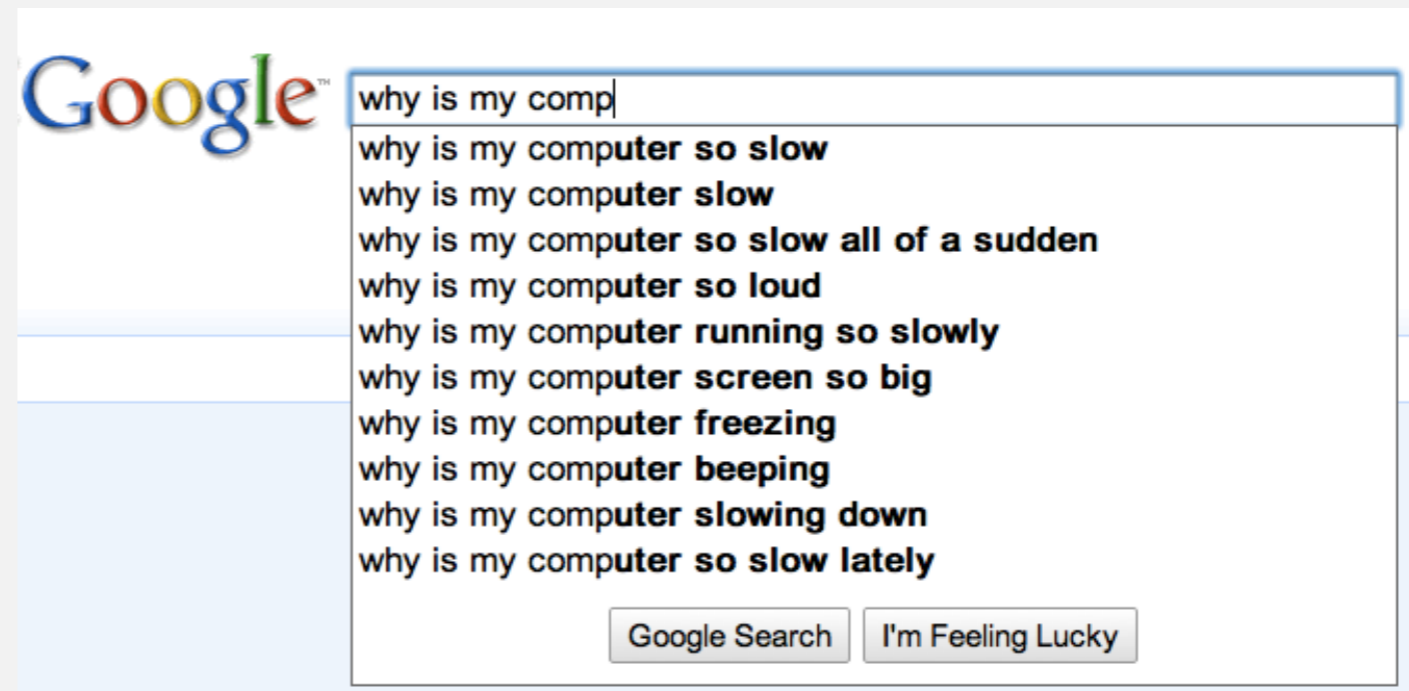 Google™
why is my comp
why is my computer so slow
why is my computer slow
why is my computer so slow all of a sudden
why is my computer so loud
why is my computer running so slowly
why is my computer screen so big
why is my computer freezing
why is my computer beeping
why is my computer slowing down
why is my computer so slow lately
Google Search I'm Feeling Lucky